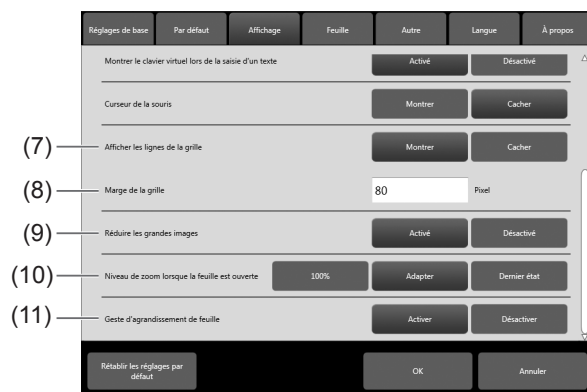 Réglages de base Par défaut Affichage Feuille Autre Langue À propos
Montrer le clavier virtuel lors de la saisie d'un texte Activé Désactivé
Curseur de la souris Montrer Cacher
(7) Afficher les lignes de la grille Montrer Cacher
(8) Marge de la grille 80 Pixel
(9) Réduire les grandes images Activé Désactivé
(10) Niveau de zoom lorsque la feuille est ouverte 100% Adapter Dernier état
(11) Geste d'agrandissement de feuille Activer Désactiver
Rétablir les réglages par
défaut
OK Annuler